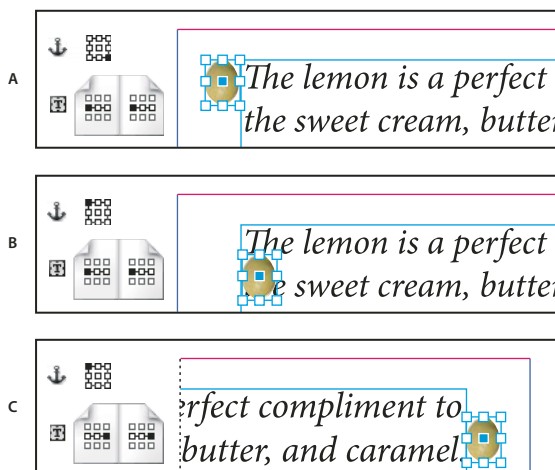 A
The lemon is a perfect
the sweet cream, butter
B
The lemon is a perfect
e sweet cream, butter
C
erfect compliment to
butter, and caramel.